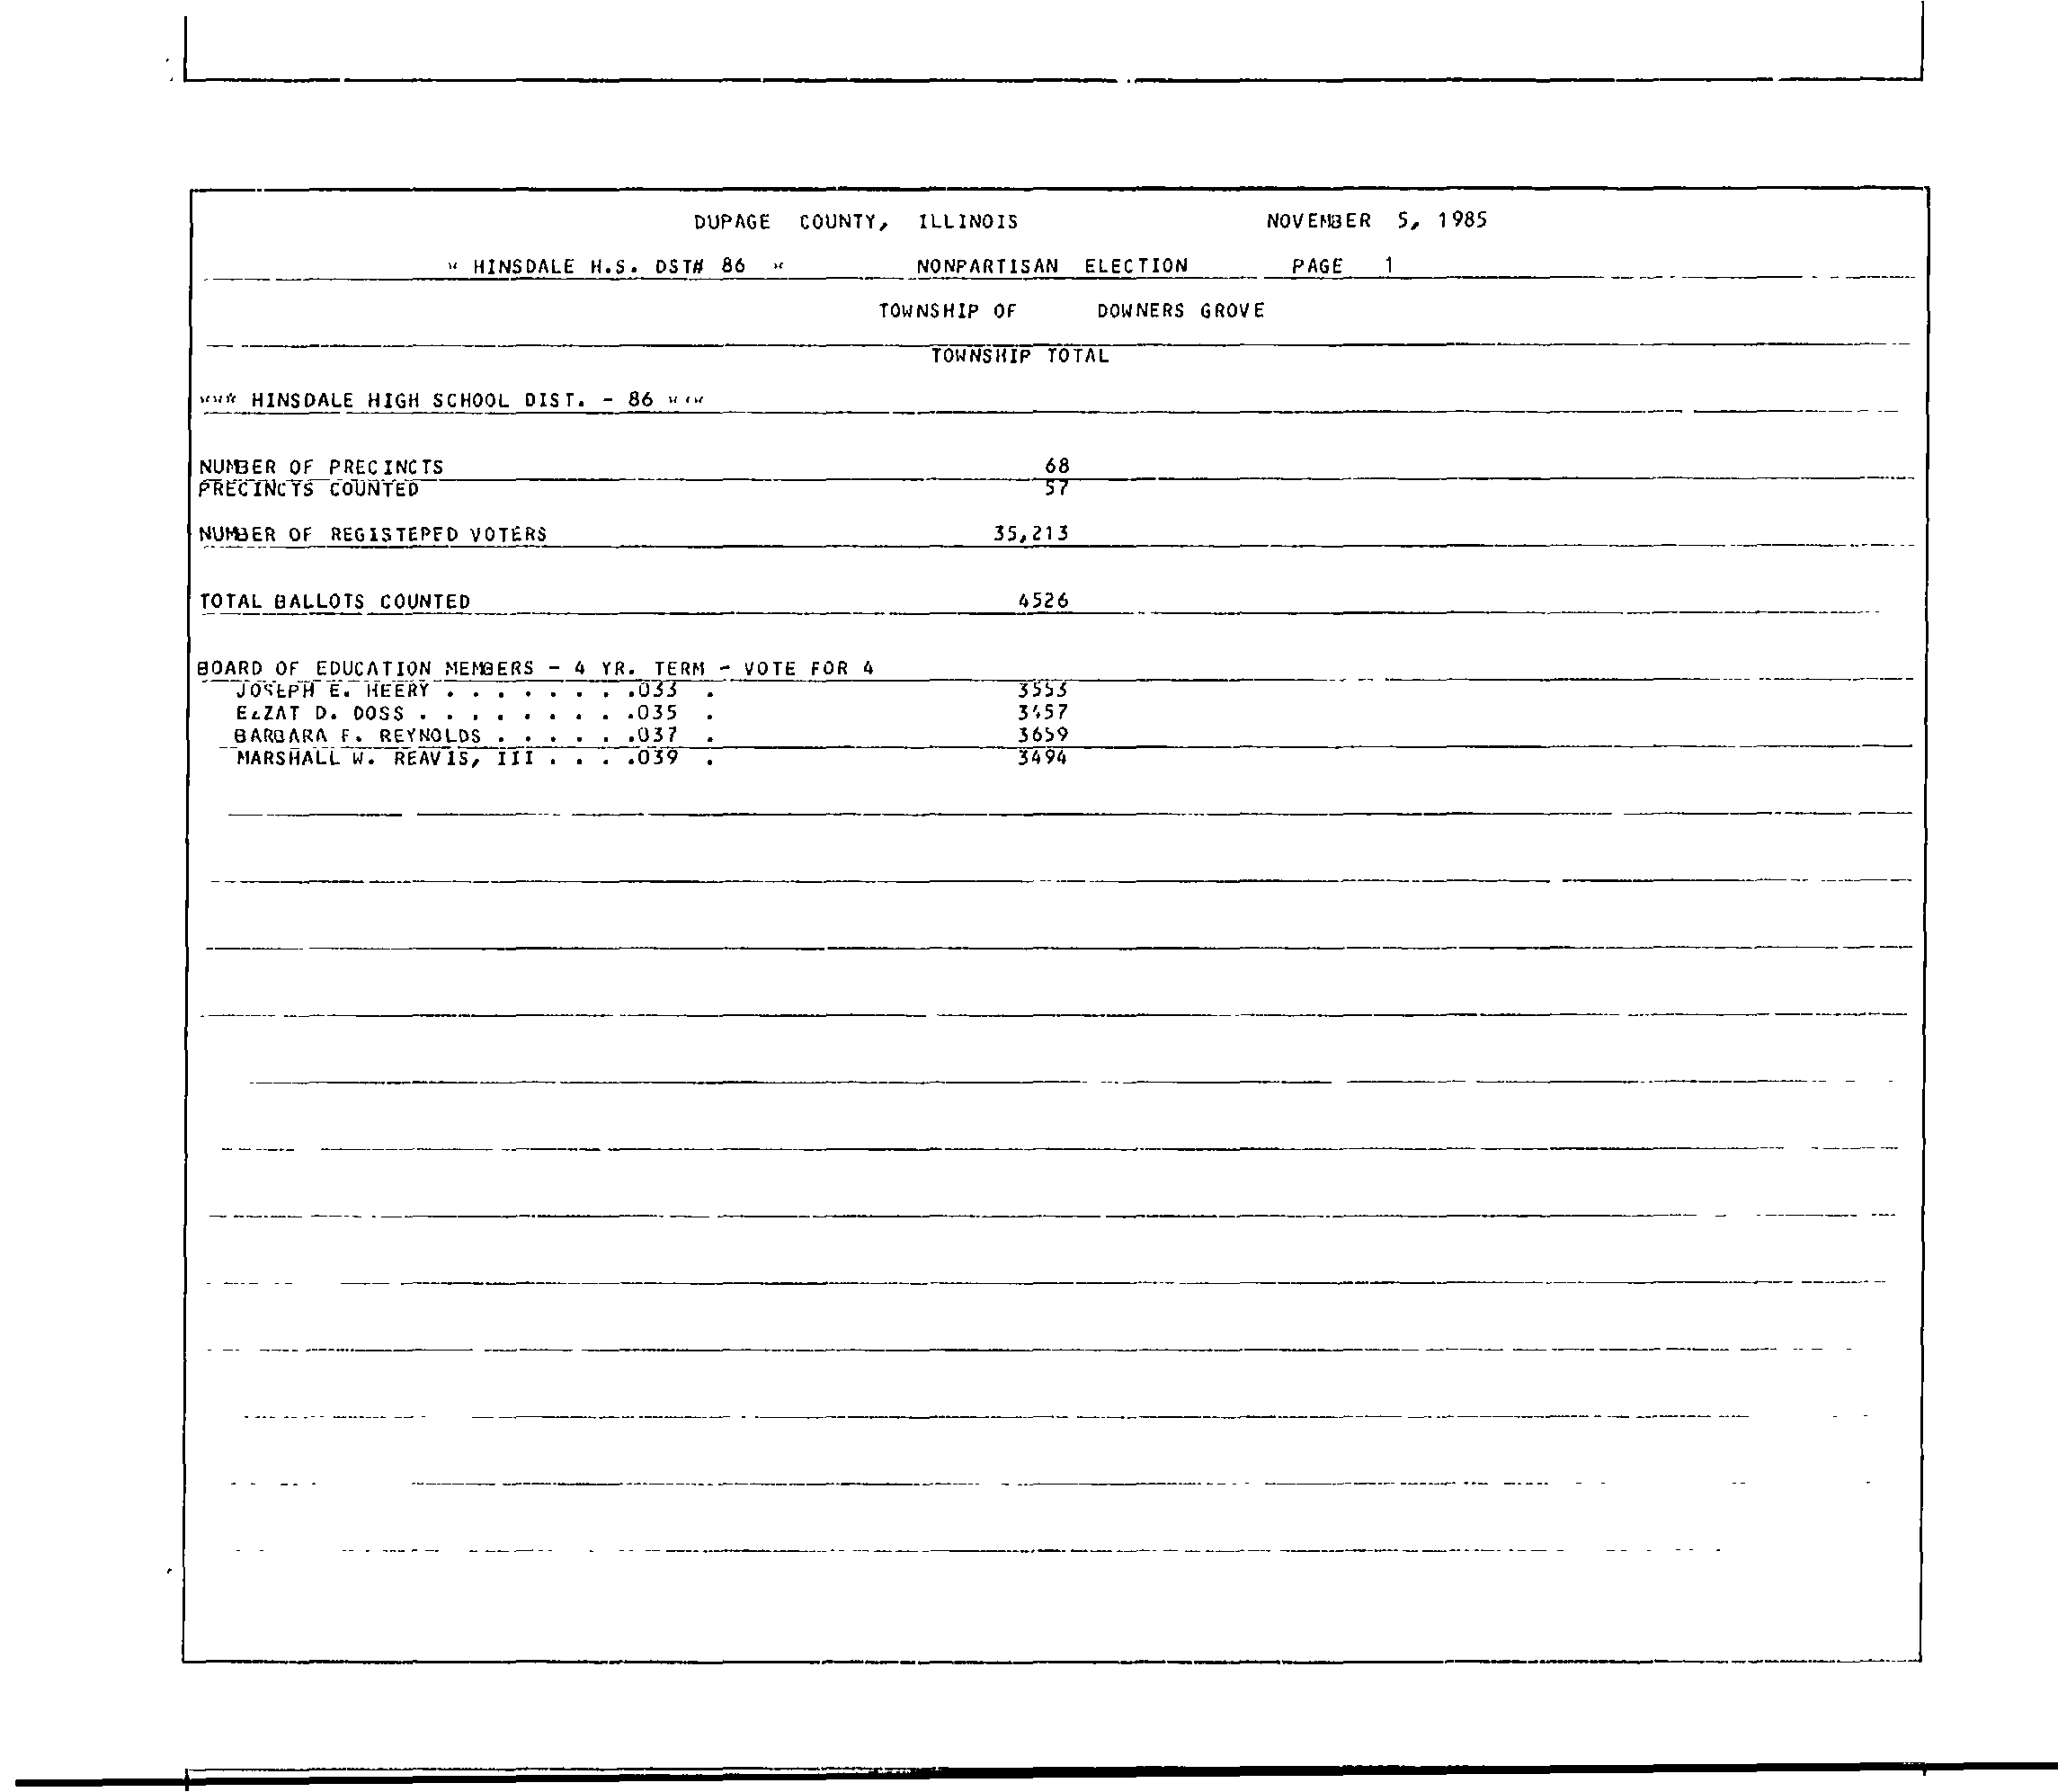 DUPAGE COUNTY, ILLINOIS NOVEMBER 5, 1985
* HINSDALE H.S. DST# 86 * NONPARTISAN ELECTION PAGE 1
TOWNSHIP OF DOWNERS GROVE
TOWNSHIP TOTAL
*** HINSDALE HIGH SCHOOL DIST. - 86 ***
NUMBER OF PRECINCTS 68
PRECINCTS COUNTED 57
NUMBER OF REGISTERED VOTERS 35,213
TOTAL BALLOTS COUNTED 4526
BOARD OF EDUCATION MEMBERS - 4 YR. TERM - VOTE FOR 4
JOSEPH E. HEERY . . . . . . . .033 . 3553
D. DOSS . . . . . . . . .035 . 3457
BARBARA F. REYNOLDS . . . . . .037 . 3659
MARSHALL W. REAVIS, III . . . .039 . 3494